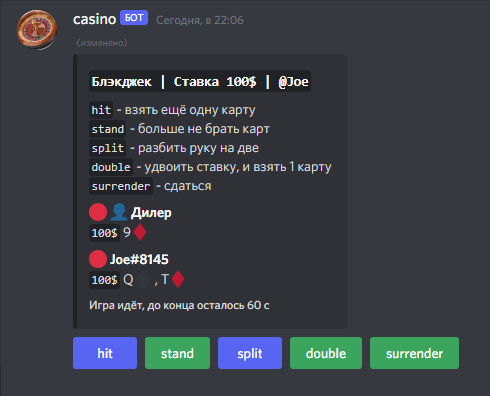 casino БОТ Сегодня, в 22:06
(изменено)
Блэкджек | Ставка 100$ | @Joe
hit - взять ещё одну карту
stand - больше не брать карт
split - разбить руку на две
double - удвоить ставку, и взять 1 карту
surrender - сдаться
Дилер
100$ 9♦
Joe#8145
100$ Q , T♦
Игра идёт, до конца осталось 60 с
hit stand split double surrender